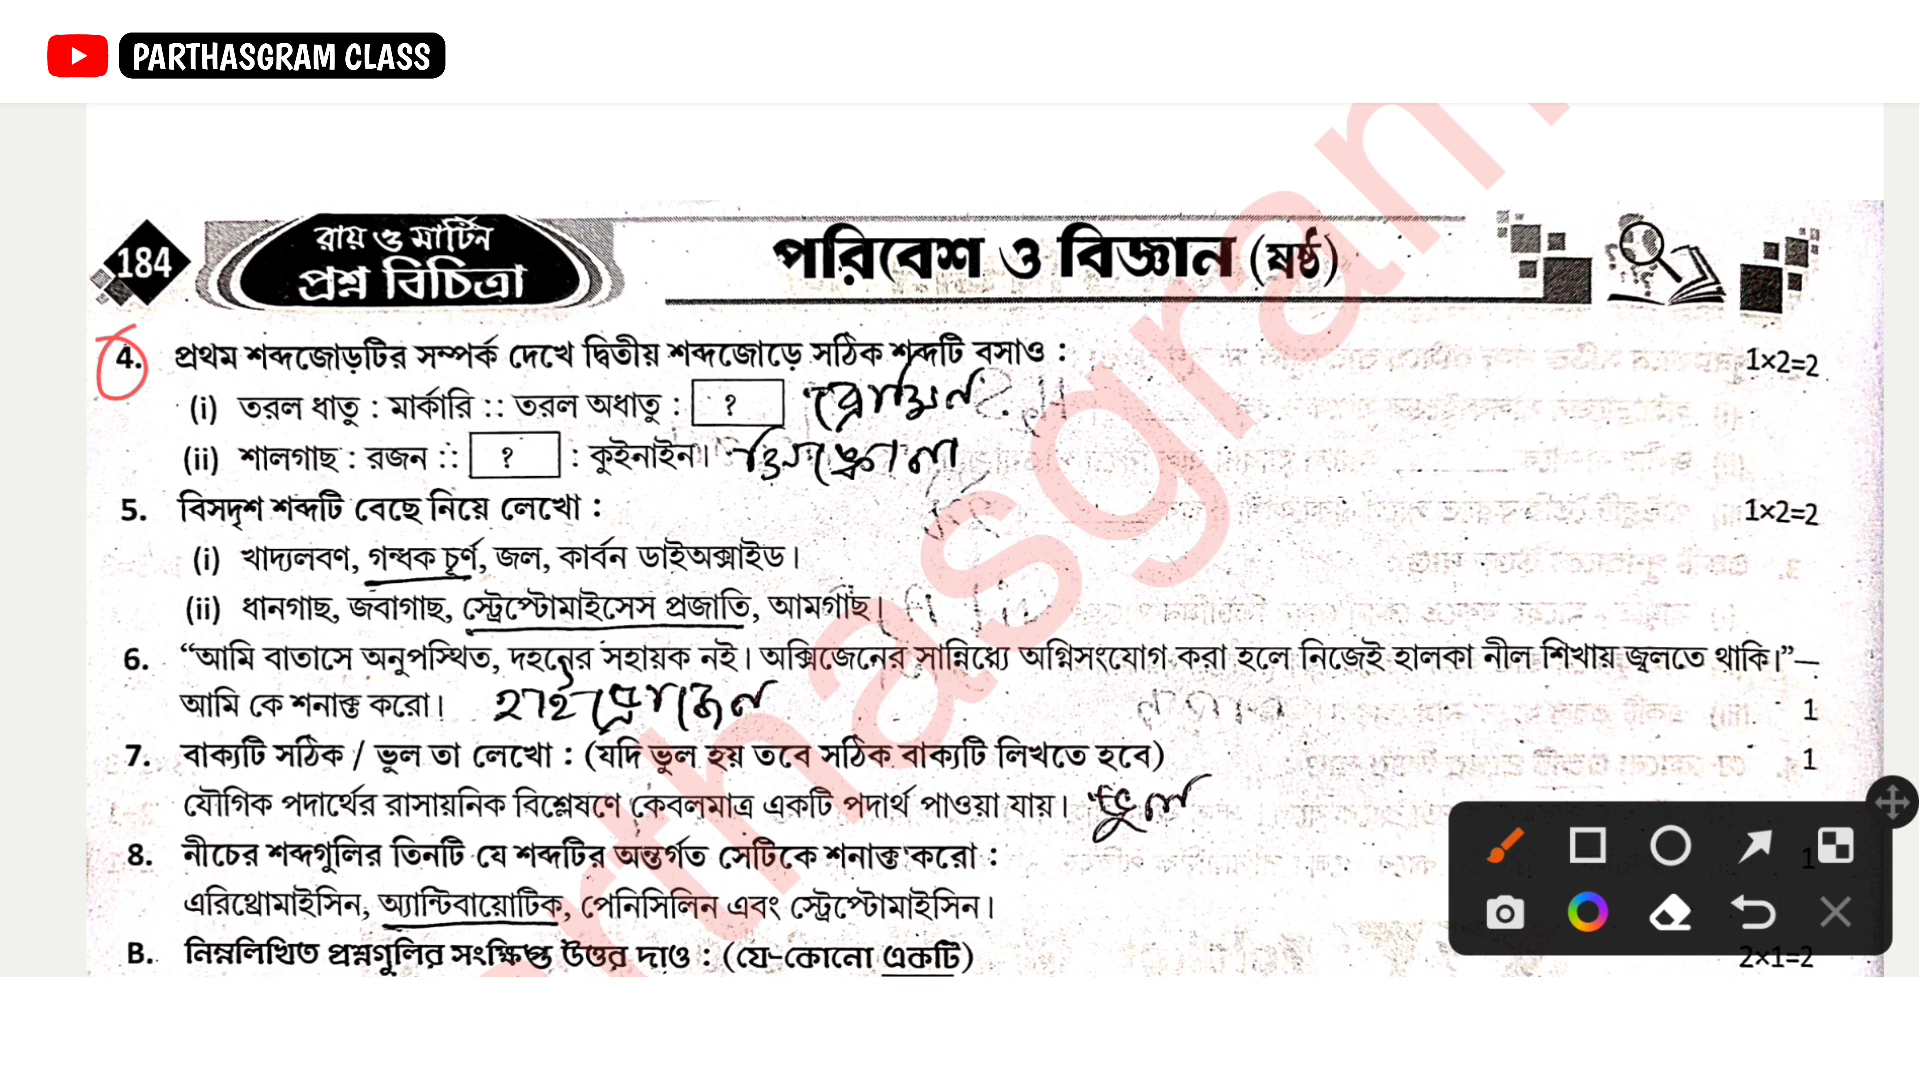 PARTHASGRAM CLASS
184 রায় ও মার্টিন প্রশ্ন বিচিত্রা
পরিবেশ ও বিজ্ঞান (ষষ্ঠ)
4. প্রথম শব্দজোড়টির সম্পর্ক দেখে দ্বিতীয় শব্দজোড়ে সঠিক শব্দটি বসাও : 1×2=2
(i) তরল ধাতু : মার্কারি :: তরল অধাতু : ? ব্রোমিন
(ii) শালগাছ : রজন :: ? : কুইনাইন। সিঙ্কোনা
5. বিসদৃশ শব্দটি বেছে নিয়ে লেখো : 1×2=2
(i) খাদ্যলবণ, গন্ধক চূর্ণ, জল, কার্বন ডাইঅক্সাইড।
(ii) ধানগাছ, জবাগাছ, স্ট্রেপ্টোমাইসেস প্রজাতি, আমগাছ।
6. “আমি বাতাসে অনুপস্থিত, দহনের সহায়ক নই। অক্সিজেনের সান্নিধ্যে অগ্নিসংযোগ করা হলে নিজেই হালকা নীল শিখায় জ্বলতে থাকি।”—
আমি কে শনাক্ত করো। হাইড্রোজেন 1
7. বাক্যটি সঠিক / ভুল তা লেখো : (যদি ভুল হয় তবে সঠিক বাক্যটি লিখতে হবে) 1
যৌগিক পদার্থের রাসায়নিক বিশ্লেষণে কেবলমাত্র একটি পদার্থ পাওয়া যায়। ভুল
8. নীচের শব্দগুলির তিনটি যে শব্দটির অন্তর্গত সেটিকে শনাক্ত করো : 1
এরিথ্রোমাইসিন, অ্যান্টিবায়োটিক, পেনিসিলিন এবং স্ট্রেপ্টোমাইসিন।
B. নিম্নলিখিত প্রশ্নগুলির সংক্ষিপ্ত উত্তর দাও : (যে-কোনো একটি) 2×1=2